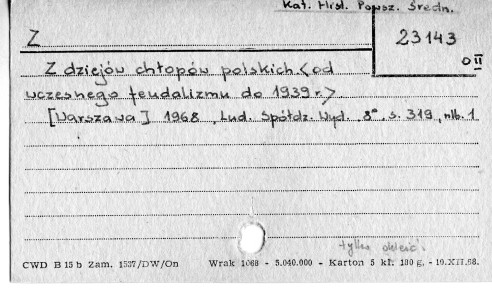 Kat. Hist. Powsz. Średn.
Z
23143
O II
Z dziejów chłopów polskich <od
wczesnego feudalizmu do 1939 r.>
[Warszawa] 1968, Lud. Spółdz. Wyd. 8°, s. 319, nlb. 1
tylko
CWD B 15 b Zam. 1537/DW/On Wrak 1068 - 5.040.000 - Karton 5 kl. 180 g. - 19.XII.68.